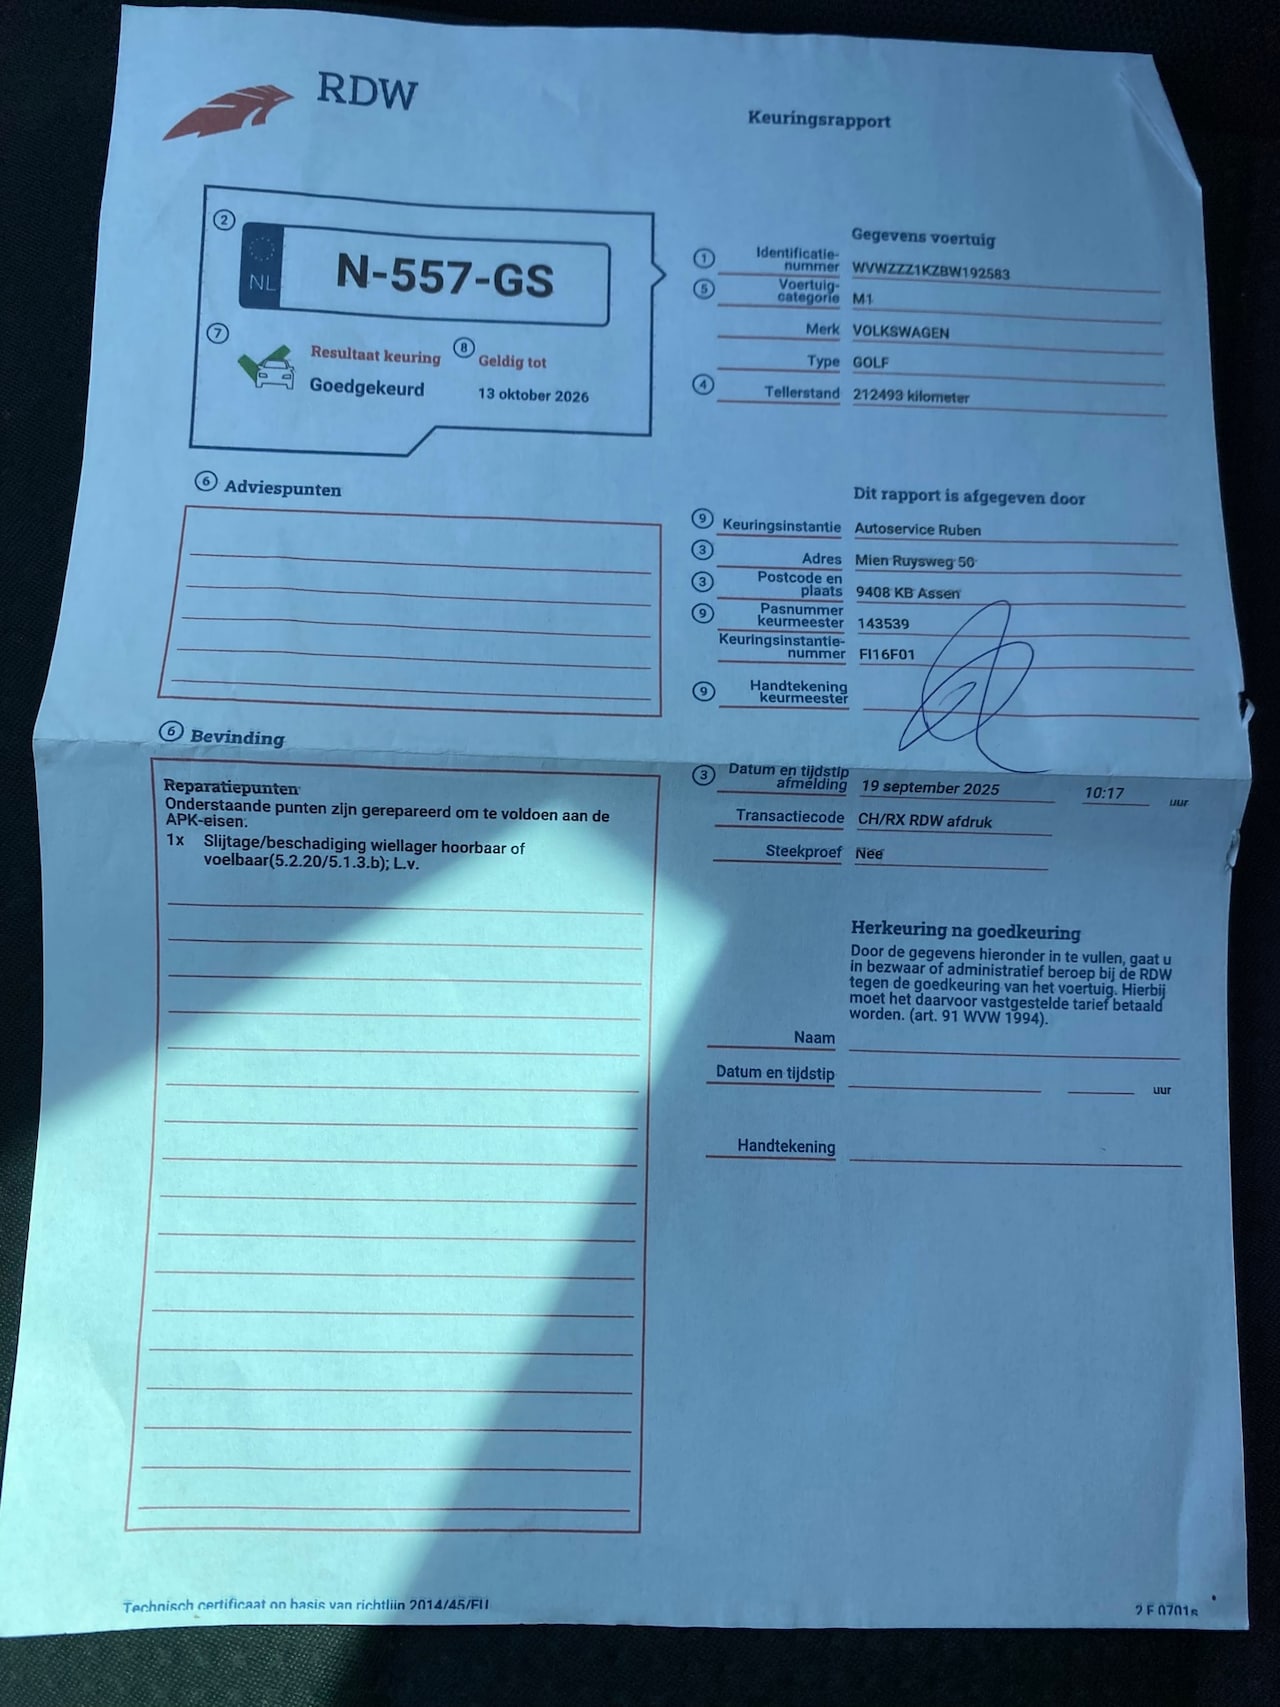 RDW
Keuringsrapport
2
NL
N-557-GS
7
Resultaat keuring
Goedgekeurd
8
Geldig tot
13 oktober 2026
Gegevens voertuig
1 Identificatie-
nummer WVWZZZ1KZBW192583
5 Voertuig-
categorie M1
Merk VOLKSWAGEN
Type GOLF
4 Tellerstand 212493 kilometer
6 Adviespunten
Dit rapport is afgegeven door
9 Keuringsinstantie Autoservice Ruben
3 Adres Mien Ruysweg 50
3 Postcode en
plaats 9408 KB Assen
9 Pasnummer
keurmeester 143539
Keuringsinstantie-
nummer FI16F01
9 Handtekening
keurmeester
6 Bevinding
Reparatiepunten
Onderstaande punten zijn gerepareerd om te voldoen aan de
APK-eisen.
1x Slijtage/beschadiging wiellager hoorbaar of
voelbaar(5.2.20/5.1.3.b); L.v.
3 Datum en tijdstip
afmelding 19 september 2025 10:17 uur
Transactiecode CH/RX RDW afdruk
Steekproef Nee
Herkeuring na goedkeuring
Door de gegevens hieronder in te vullen, gaat u
in bezwaar of administratief beroep bij de RDW
tegen de goedkeuring van het voertuig. Hierbij
moet het daarvoor vastgestelde tarief betaald
worden. (art. 91 WVW 1994).
Naam
Datum en tijdstip uur
Handtekening
Technisch certificaat op basis van richtlijn 2014/45/EU
2 F 0701s